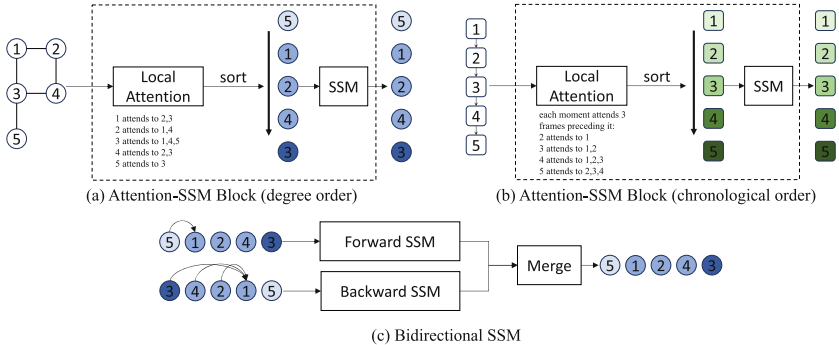 1 2
3 4
5
Local
Attention
1 attends to 2,3
2 attends to 1,4
3 attends to 1,4,5
4 attends to 2,3
5 attends to 3
sort
5
1
2
4
3
SSM
5
1
2
4
3
(a) Attention-SSM Block (degree order)
1
2
3
4
5
Local
Attention
each moment attends 3
frames preceding it:
2 attends to 1
3 attends to 1,2
4 attends to 1,2,3
5 attends to 2,3,4
sort
1
2
3
4
5
SSM
1
2
3
4
5
(b) Attention-SSM Block (chronological order)
5 1 2 4 3
Forward SSM
3 4 2 1 5
Backward SSM
Merge
5 1 2 4 3
(c) Bidirectional SSM